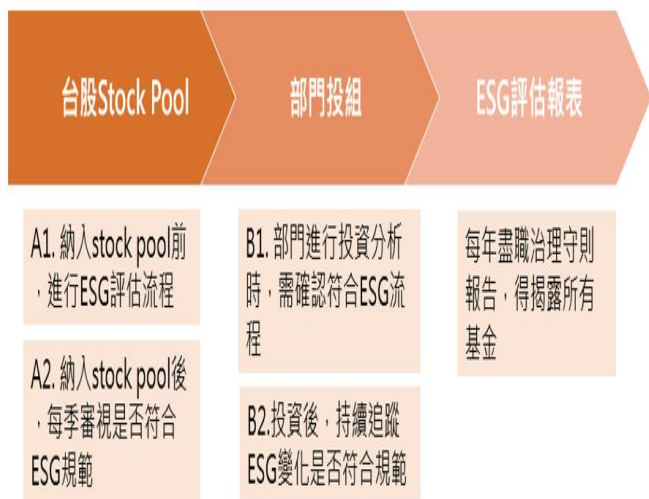 台股Stock Pool
部門投組
ESG評估報表
A1. 納入stock pool前
，進行ESG評估流程
A2. 納入stock pool後
，每季審視是否符合
ESG規範
B1. 部門進行投資分析
時，需確認符合ESG流
程
B2.投資後，持續追蹤
ESG變化是否符合規範
每年盡職治理守則
報告，得揭露所有
基金